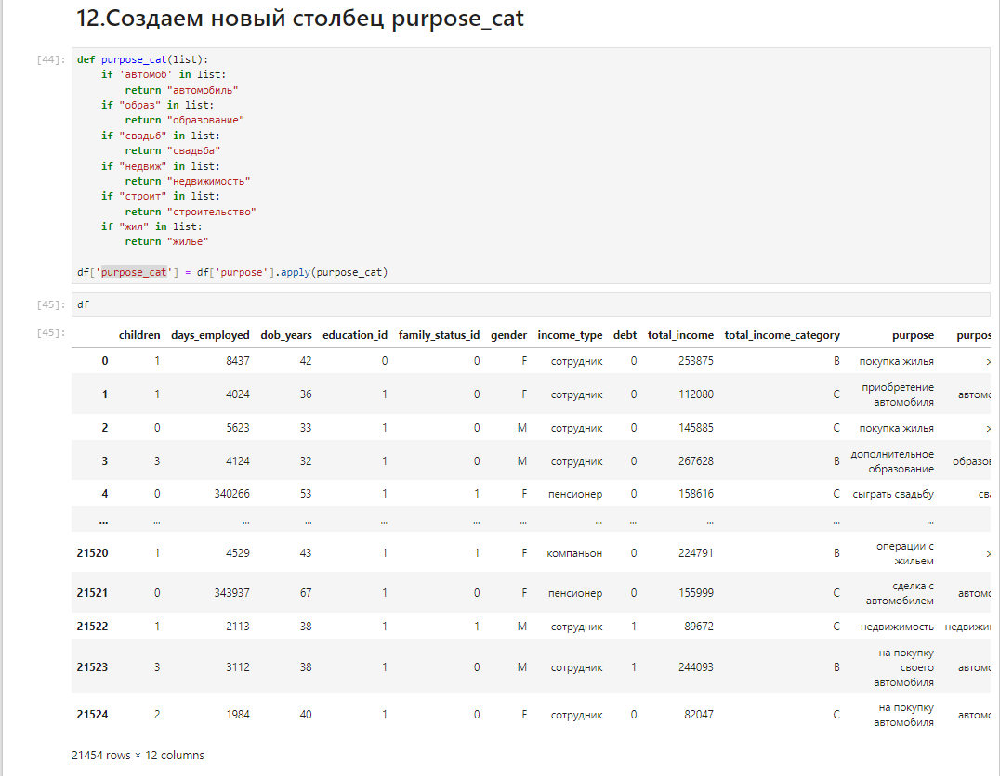 12.Создаем новый столбец purpose_cat
[44]: def purpose_cat(list):
if 'автомоб' in list:
return "автомобиль"
if "образ" in list:
return "образование"
if "свадьб" in list:
return "свадьба"
if "недвиж" in list:
return "недвижимость"
if "строит" in list:
return "строительство"
if "жил" in list:
return "жилье"
df['purpose_cat'] = df['purpose'].apply(purpose_cat)
[45]: df
[45]: children days_employed dob_years education_id family_status_id gender income_type debt total_income total_income_category purpose purpos
0 1 8437 42 0 0 F сотрудник 0 253875 B покупка жилья
1 1 4024 36 1 0 F сотрудник 0 112080 C приобретение автомобиля автомо
2 0 5623 33 1 0 M сотрудник 0 145885 C покупка жилья
3 3 4124 32 1 0 M сотрудник 0 267628 B дополнительное образование образов
4 0 340266 53 1 1 F пенсионер 0 158616 C сыграть свадьбу сва
... ... ... ... ... ... ... ... ... ... ... ...
21520 1 4529 43 1 1 F компаньон 0 224791 B операции с жильем
21521 0 343937 67 1 0 F пенсионер 0 155999 C сделка с автомобилем автомо
21522 1 2113 38 1 1 M сотрудник 1 89672 C недвижимость недвижи
21523 3 3112 38 1 0 M сотрудник 1 244093 B на покупку своего автомобиля автомо
21524 2 1984 40 1 0 F сотрудник 0 82047 C на покупку автомобиля автомо
21454 rows × 12 columns